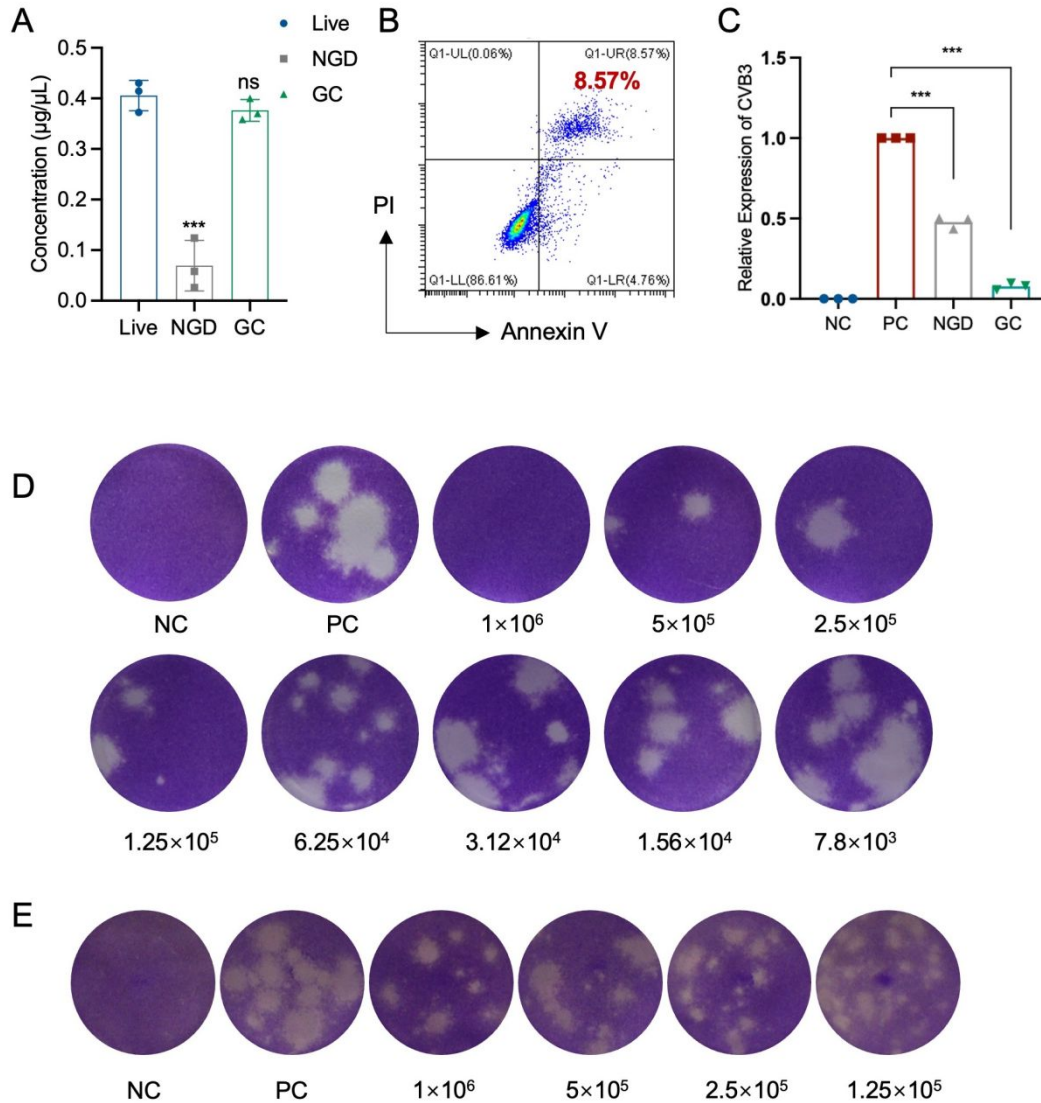 A
Live
NGD
GC
Concentration (µg/µL)
0.5
0.4
0.3
0.2
0.1
0.0
***
ns
Live NGD GC
B
Q1-UL(0.06%) Q1-UR(8.57%)
8.57%
Q1-LL(86.61%) Q1-LR(4.76%)
PI
Annexin V
C
Relative Expression of CVB3
1.5
1.0
0.5
0.0
***
***
NC PC NGD GC
D
NC PC 1×10⁶ 5×10⁵ 2.5×10⁵
1.25×10⁵ 6.25×10⁴ 3.12×10⁴ 1.56×10⁴ 7.8×10³
E
NC PC 1×10⁶ 5×10⁵ 2.5×10⁵ 1.25×10⁵